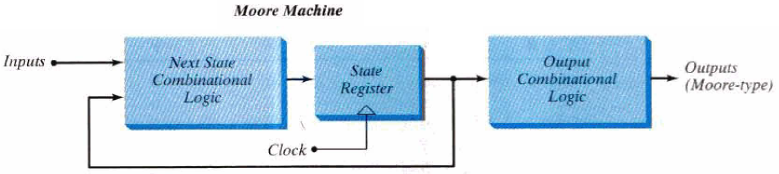 Moore Machine
Inputs
Next State
Combinational
Logic
State
Register
Output
Combinational
Logic
Outputs
(Moore-type)
Clock